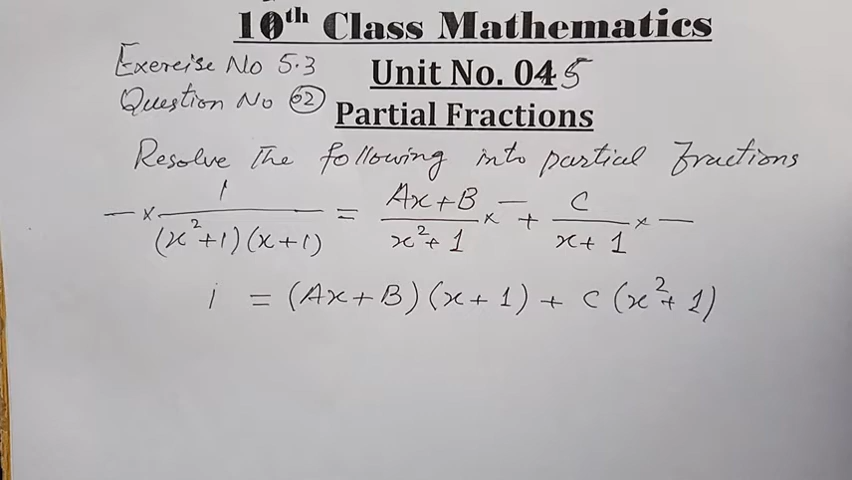 10th Class Mathematics
Exercise No 5.3
Unit No. 04 5
Question No 02
Partial Fractions
Resolve The following into partial fractions
— × 1/((x²+1)(x+1)) = (Ax+B)/(x²+1) × — + C/(x+1) × —
1 = (Ax+B)(x+1) + C(x²+1)